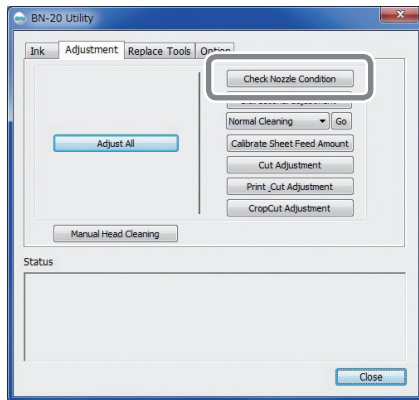 BN-20 Utility
Ink Adjustment Replace Tools Option
Check Nozzle Condition
Normal Cleaning Go
Adjust All
Calibrate Sheet Feed Amount
Cut Adjustment
Print_Cut Adjustment
CropCut Adjustment
Manual Head Cleaning
Status
Close